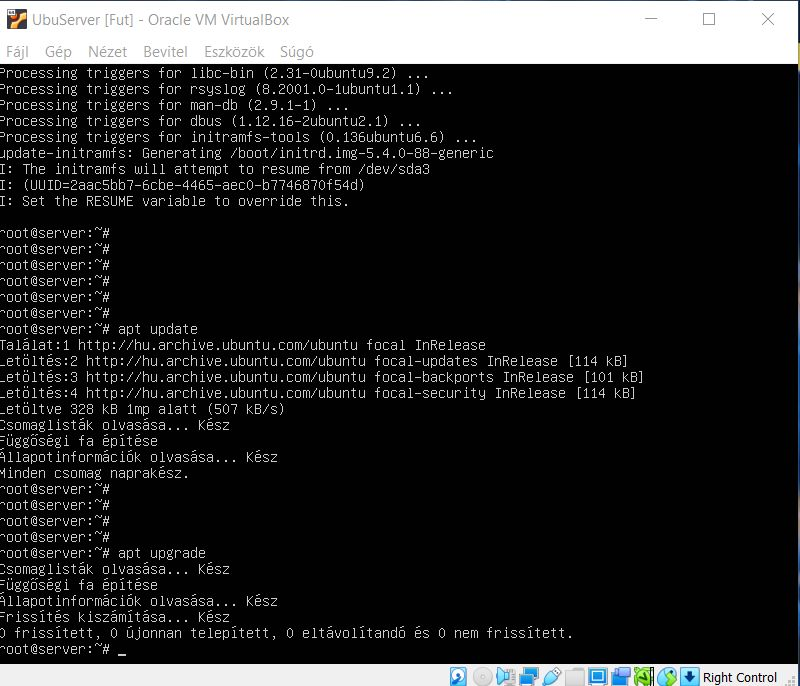 UbuServer [Fut] - Oracle VM VirtualBox
Fájl Gép Nézet Bevitel Eszközök Súgó
Processing triggers for libc-bin (2.31-0ubuntu9.2) ...
Processing triggers for rsyslog (8.2001.0-1ubuntu1.1) ...
Processing triggers for man-db (2.9.1-1) ...
Processing triggers for dbus (1.12.16-2ubuntu2.1) ...
Processing triggers for initramfs-tools (0.136ubuntu6.6) ...
update-initramfs: Generating /boot/initrd.img-5.4.0-88-generic
I: The initramfs will attempt to resume from /dev/sda3
I: (UUID=2aac5bb7-6cbe-4465-aec0-b7746870f54d)
I: Set the RESUME variable to override this.
root@server:~#
root@server:~#
root@server:~#
root@server:~#
root@server:~#
root@server:~#
root@server:~# apt update
Találat:1 http://hu.archive.ubuntu.com/ubuntu focal InRelease
Letöltés:2 http://hu.archive.ubuntu.com/ubuntu focal-updates InRelease [114 kB]
Letöltés:3 http://hu.archive.ubuntu.com/ubuntu focal-backports InRelease [101 kB]
Letöltés:4 http://hu.archive.ubuntu.com/ubuntu focal-security InRelease [114 kB]
Letöltve 328 kB 1mp alatt (507 kB/s)
Csomaglisták olvasása... Kész
Függőségi fa építése
Állapotinformációk olvasása... Kész
Minden csomag naprakész.
root@server:~#
root@server:~#
root@server:~#
root@server:~#
root@server:~# apt upgrade
Csomaglisták olvasása... Kész
Függőségi fa építése
Állapotinformációk olvasása... Kész
Frissítés kiszámítása... Kész
0 frissített, 0 újonnan telepített, 0 eltávolítandó és 0 nem frissített.
root@server:~# _
Right Control